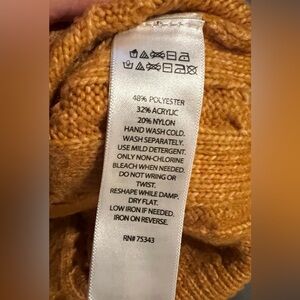 48% POLYESTER
32% ACRYLIC
20% NYLON
HAND WASH COLD.
WASH SEPARATELY.
USE MILD DETERGENT.
ONLY NON-CHLORINE
BLEACH WHEN NEEDED.
DO NOT WRING OR
TWIST.
RESHAPE WHILE DAMP.
DRY FLAT.
LOW IRON IF NEEDED.
IRON ON REVERSE.
RN# 75343